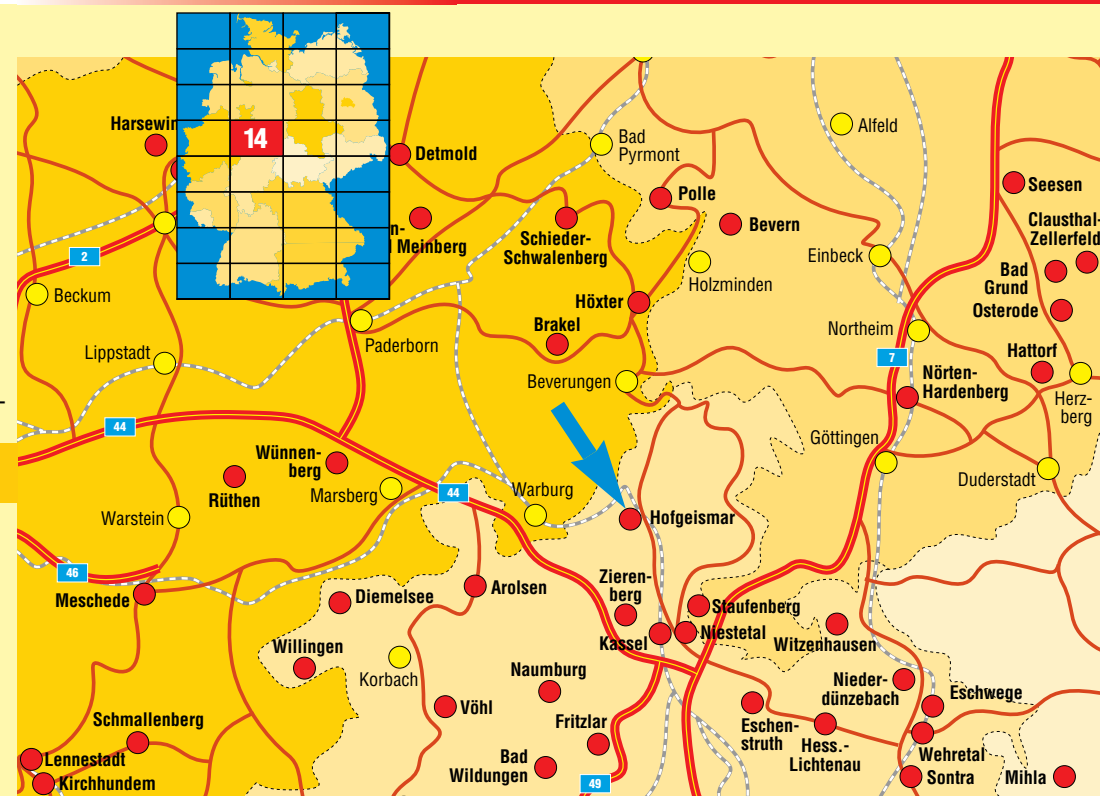 14
Harsewin
Detmold
Bad
Pyrmont
Alfeld
Polle
Bevern
Seesen
Clausthal-
Zellerfeld
n-
Meinberg
Schieder-
Schwalenberg
Einbeck
Holzminden
Bad
Grund
Osterode
2
Beckum
Höxter
Brakel
Paderborn
Northeim
Lippstadt
Beverungen
7
Nörten-
Hardenberg
Hattorf
Herz-
berg
44
Göttingen
Wünnen-
berg
Rüthen
Marsberg
44
Warburg
Duderstadt
Warstein
Hofgeismar
46
Meschede
Diemelsee
Arolsen
Zieren-
berg
Staufenberg
Kassel
Niestetal
Witzenhausen
Willingen
Korbach
Naumburg
Nieder-
dünzebach
Eschwege
Vöhl
Schmallenberg
Fritzlar
Eschen-
struth
Hess.-
Lichtenau
Wehretal
Lennestadt
Kirchhundem
Bad
Wildungen
49
Sontra
Mihla